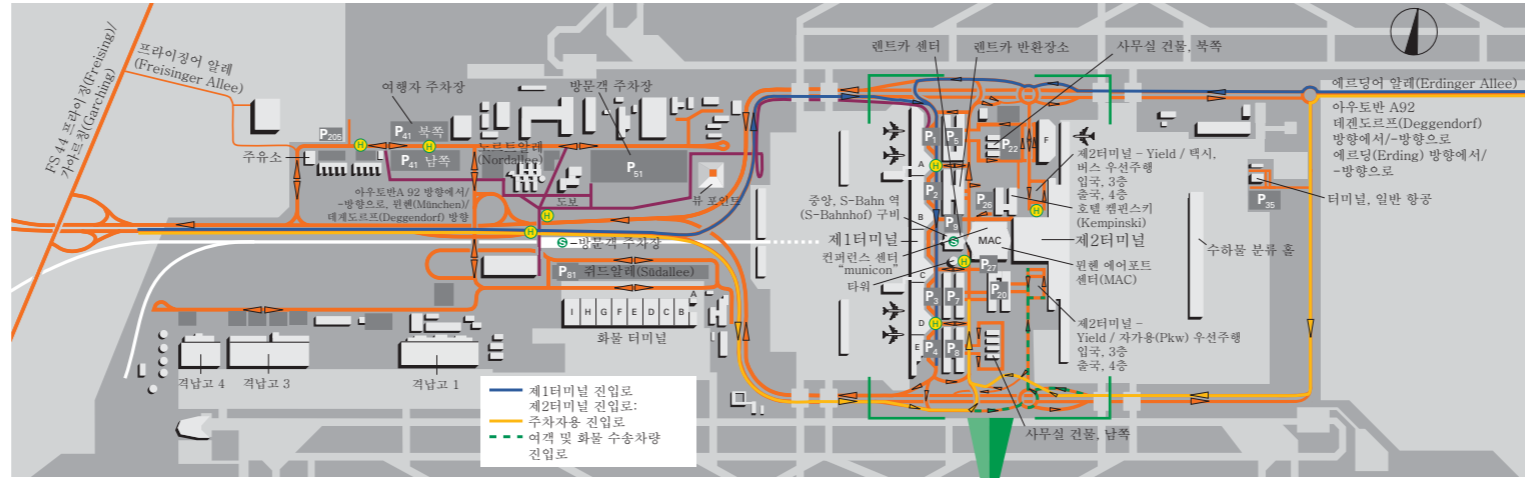 FS 44 프라이징(Freising)/
가아르칭(Garching)
프라이징어 알레
(Freisinger Allee)
P205
주유소
여행자 주차장
P41 북쪽
P41 남쪽
노르트알레
(Nordallee)
방문객 주차장
P51
뷰 포인트
도보
아우토반A 92 방향에서/
-방향으로, 뮌헨(München)/
데게도르프(Deggendorf) 방향
H
H
H
H
S -방문객 주차장
P81 쥐드알레(Südallee)
I H G F E D C B
A
화물 터미널
격납고 4
격납고 3
격납고 1
제1터미널 진입로
제2터미널 진입로:
주차자용 진입로
여객 및 화물 수송차량
진입로
렌트카 센터
렌트카 반환장소
사무실 건물, 북쪽
P1
P5
P22
F
A
H
P2
P26
H
B
P9
S
MAC
H
P27
C
P3
P7
P20
D
H
E
P4
P8
중앙, S-Bahn 역
(S-Bahnhof) 구비
제1터미널
컨퍼런스 센터
“municon”
타워
제2터미널 – Yield / 택시,
버스 우선주행
입국, 3층
출국, 4층
호텔 켐핀스키
(Kempinski)
제2터미널
뮌헨 에어포트
센터(MAC)
제2터미널 –
Yield / 자가용(Pkw) 우선주행
입국, 3층
출국, 4층
사무실 건물, 남쪽
에르딩어 알레(Erdinger Allee)
아우토반 A92
데겐도르프(Deggendorf)
방향에서/-방향으로
에르딩(Erding) 방향에서/
-방향으로
P35
터미널, 일반 항공
수하물 분류 홀